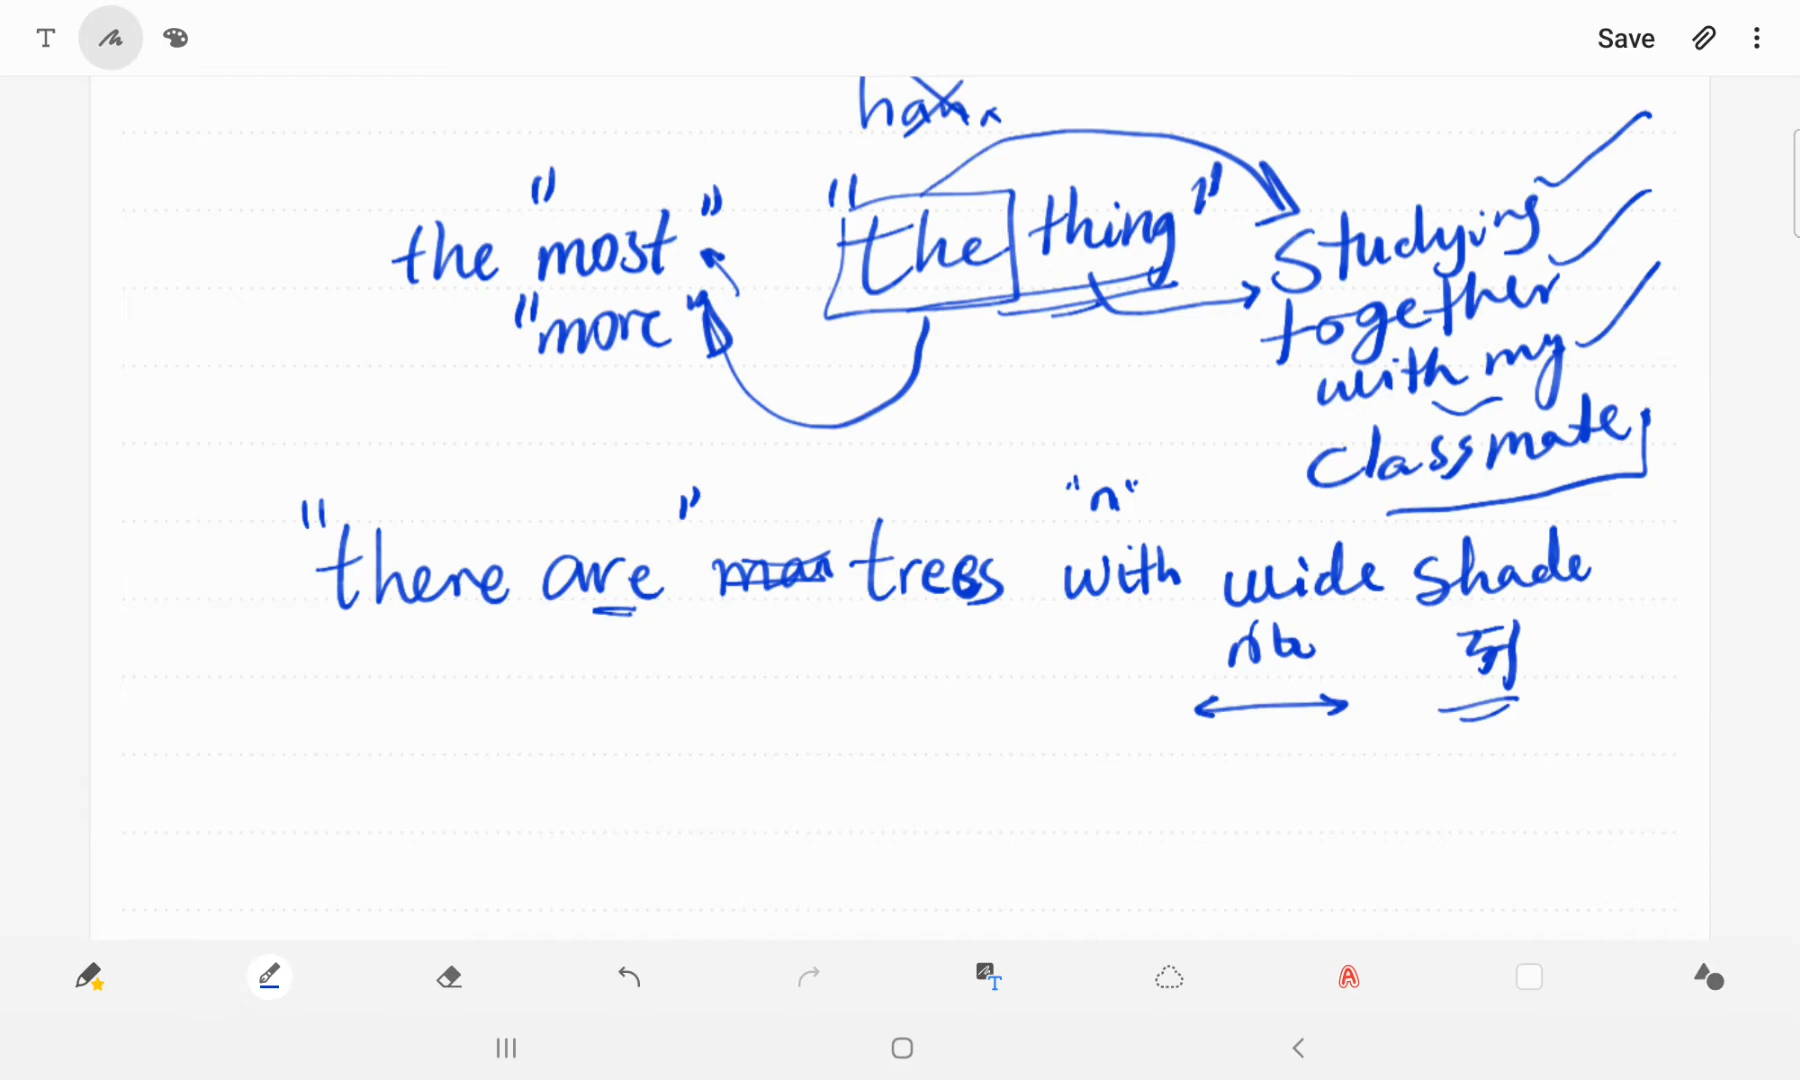 Save
the "most" "the thing" studying
"more" together
with my
classmate
"n"
"there are" trees with wide shade